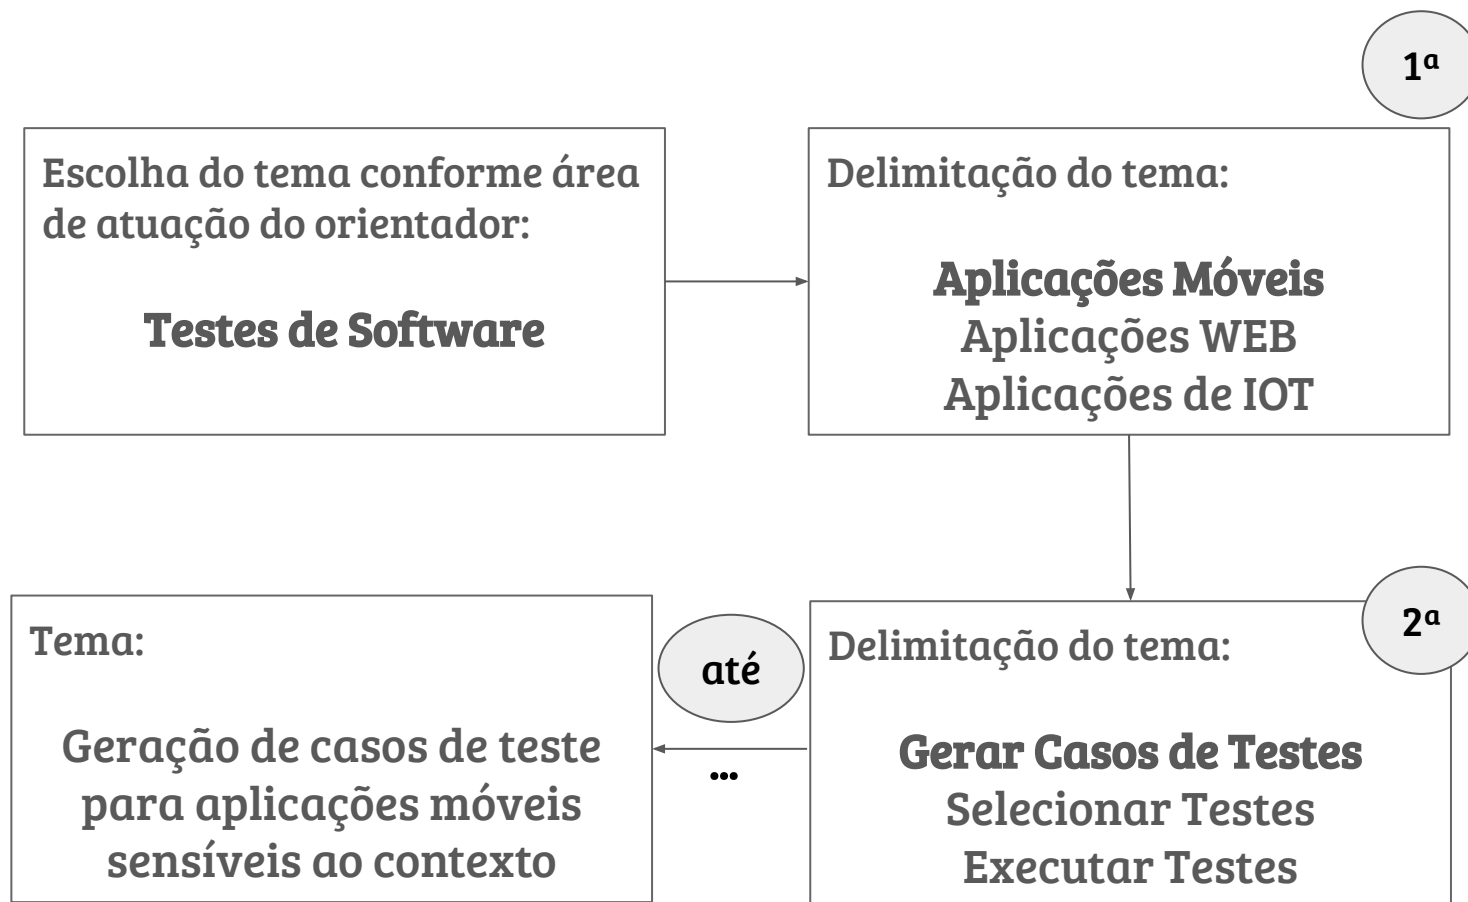 1ª
Escolha do tema conforme área
de atuação do orientador:
Testes de Software
Delimitação do tema:
Aplicações Móveis
Aplicações WEB
Aplicações de IOT
2ª
Delimitação do tema:
Gerar Casos de Testes
Selecionar Testes
Executar Testes
até
...
Tema:
Geração de casos de teste
para aplicações móveis
sensíveis ao contexto